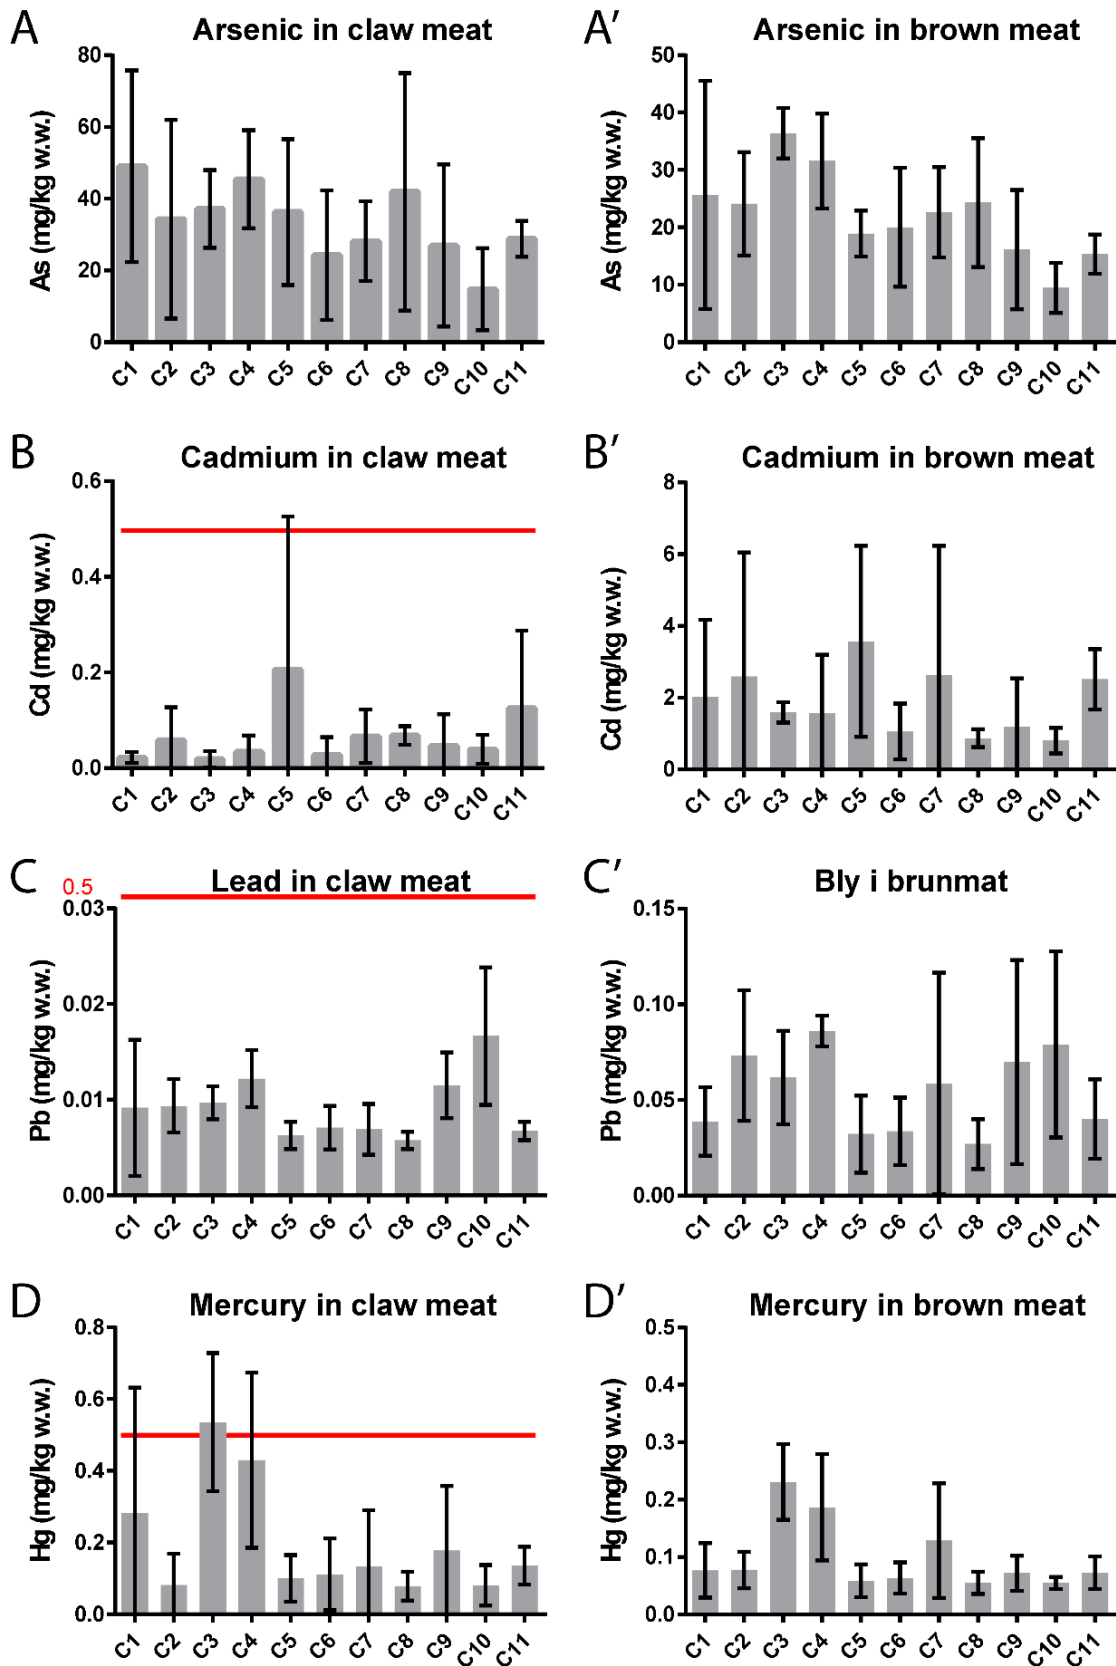 A
Arsenic in claw meat
As (mg/kg w.w.)
80
60
40
20
0
C1 C2 C3 C4 C5 C6 C7 C8 C9 C10 C11
A′
Arsenic in brown meat
As (mg/kg w.w.)
50
40
30
20
10
0
C1 C2 C3 C4 C5 C6 C7 C8 C9 C10 C11
B
Cadmium in claw meat
Cd (mg/kg w.w.)
0.6
0.4
0.2
0.0
C1 C2 C3 C4 C5 C6 C7 C8 C9 C10 C11
B′
Cadmium in brown meat
Cd (mg/kg w.w.)
8
6
4
2
0
C1 C2 C3 C4 C5 C6 C7 C8 C9 C10 C11
C
Lead in claw meat
0.5
Pb (mg/kg w.w.)
0.03
0.02
0.01
0.00
C1 C2 C3 C4 C5 C6 C7 C8 C9 C10 C11
C′
Bly i brunmat
Pb (mg/kg w.w.)
0.15
0.10
0.05
0.00
C1 C2 C3 C4 C5 C6 C7 C8 C9 C10 C11
D
Mercury in claw meat
Hg (mg/kg w.w.)
0.8
0.6
0.4
0.2
0.0
C1 C2 C3 C4 C5 C6 C7 C8 C9 C10 C11
D′
Mercury in brown meat
Hg (mg/kg w.w.)
0.5
0.4
0.3
0.2
0.1
0.0
C1 C2 C3 C4 C5 C6 C7 C8 C9 C10 C11